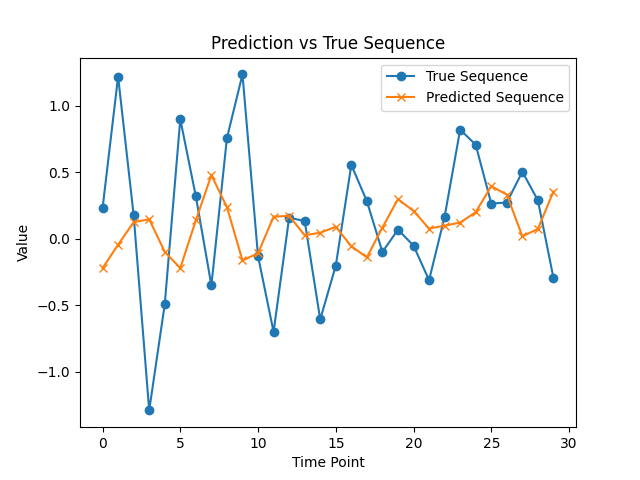 Prediction vs True Sequence
True Sequence
Predicted Sequence
1.0
0.5
0.0
−0.5
−1.0
Value
0 5 10 15 20 25 30
Time Point